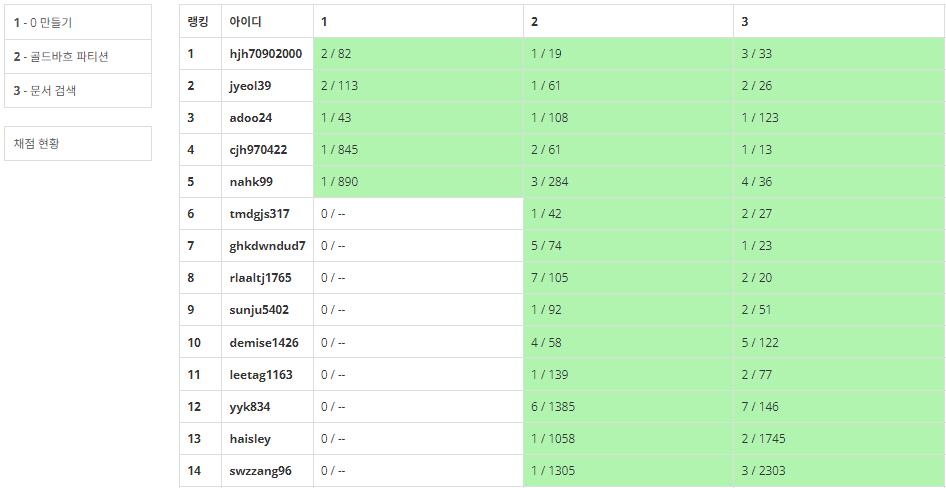 1 - 0 만들기
2 - 골드바흐 파티션
3 - 문서 검색
채점 현황
랭킹 아이디 1 2 3
1 hjh70902000 2 / 82 1 / 19 3 / 33
2 jyeol39 2 / 113 1 / 61 2 / 26
3 adoo24 1 / 43 1 / 108 1 / 123
4 cjh970422 1 / 845 2 / 61 1 / 13
5 nahk99 1 / 890 3 / 284 4 / 36
6 tmdgjs317 0 / -- 1 / 42 2 / 27
7 ghkdwndud7 0 / -- 5 / 74 1 / 23
8 rlaaltj1765 0 / -- 7 / 105 2 / 20
9 sunju5402 0 / -- 1 / 92 2 / 51
10 demise1426 0 / -- 4 / 58 5 / 122
11 leetag1163 0 / -- 1 / 139 2 / 77
12 yyk834 0 / -- 6 / 1385 7 / 146
13 haisley 0 / -- 1 / 1058 2 / 1745
14 swzzang96 0 / -- 1 / 1305 3 / 2303